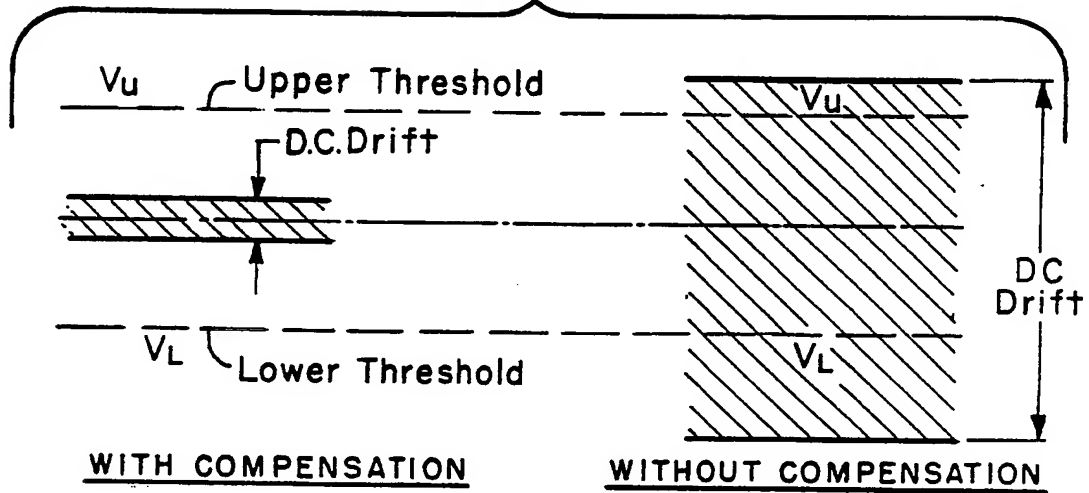 Vu
Upper Threshold
Vu
D.C. Drift
DC
Drift
VL
VL
Lower Threshold
WITH COMPENSATION
WITHOUT COMPENSATION